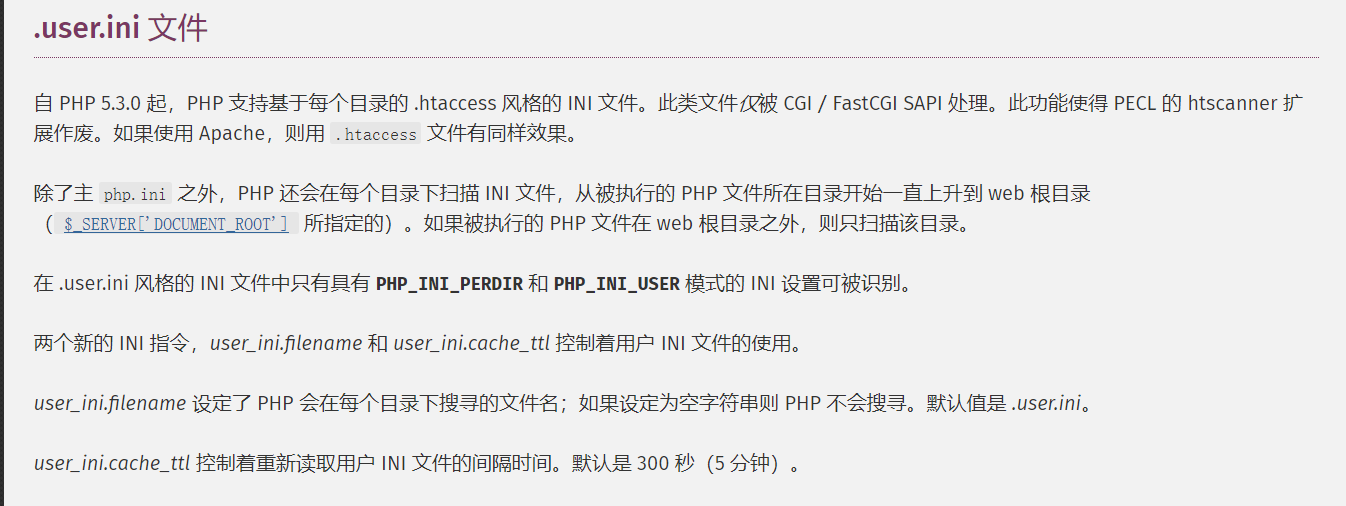 .user.ini 文件
自 PHP 5.3.0 起，PHP 支持基于每个目录的 .htaccess 风格的 INI 文件。此类文件仅被 CGI / FastCGI SAPI 处理。此功能使得 PECL 的 htscanner 扩
展作废。如果使用 Apache，则用 .htaccess 文件有同样效果。
除了主 php.ini 之外，PHP 还会在每个目录下扫描 INI 文件，从被执行的 PHP 文件所在目录开始一直上升到 web 根目录
（$_SERVER['DOCUMENT_ROOT'] 所指定的）。如果被执行的 PHP 文件在 web 根目录之外，则只扫描该目录。
在 .user.ini 风格的 INI 文件中只有具有 PHP_INI_PERDIR 和 PHP_INI_USER 模式的 INI 设置可被识别。
两个新的 INI 指令，user_ini.filename 和 user_ini.cache_ttl 控制着用户 INI 文件的使用。
user_ini.filename 设定了 PHP 会在每个目录下搜寻的文件名；如果设定为空字符串则 PHP 不会搜寻。默认值是 .user.ini。
user_ini.cache_ttl 控制着重新读取用户 INI 文件的间隔时间。默认是 300 秒（5 分钟）。